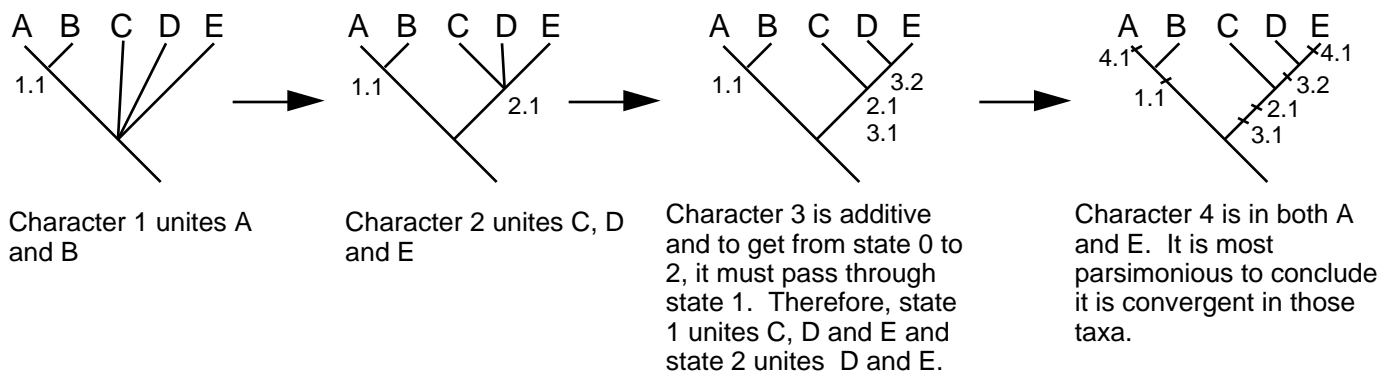 A B C D E
1.1
Character 1 unites A
and B
A B C D E
1.1
2.1
Character 2 unites C, D
and E
A B C D E
1.1
3.2
2.1
3.1
Character 3 is additive
and to get from state 0 to
2, it must pass through
state 1.  Therefore, state
1 unites C, D and E and
state 2 unites  D and E.
A B C D E
4.1
4.1
3.2
1.1
2.1
3.1
Character 4 is in both A
and E.  It is most
parsimonious to conclude
it is convergent in those
taxa.